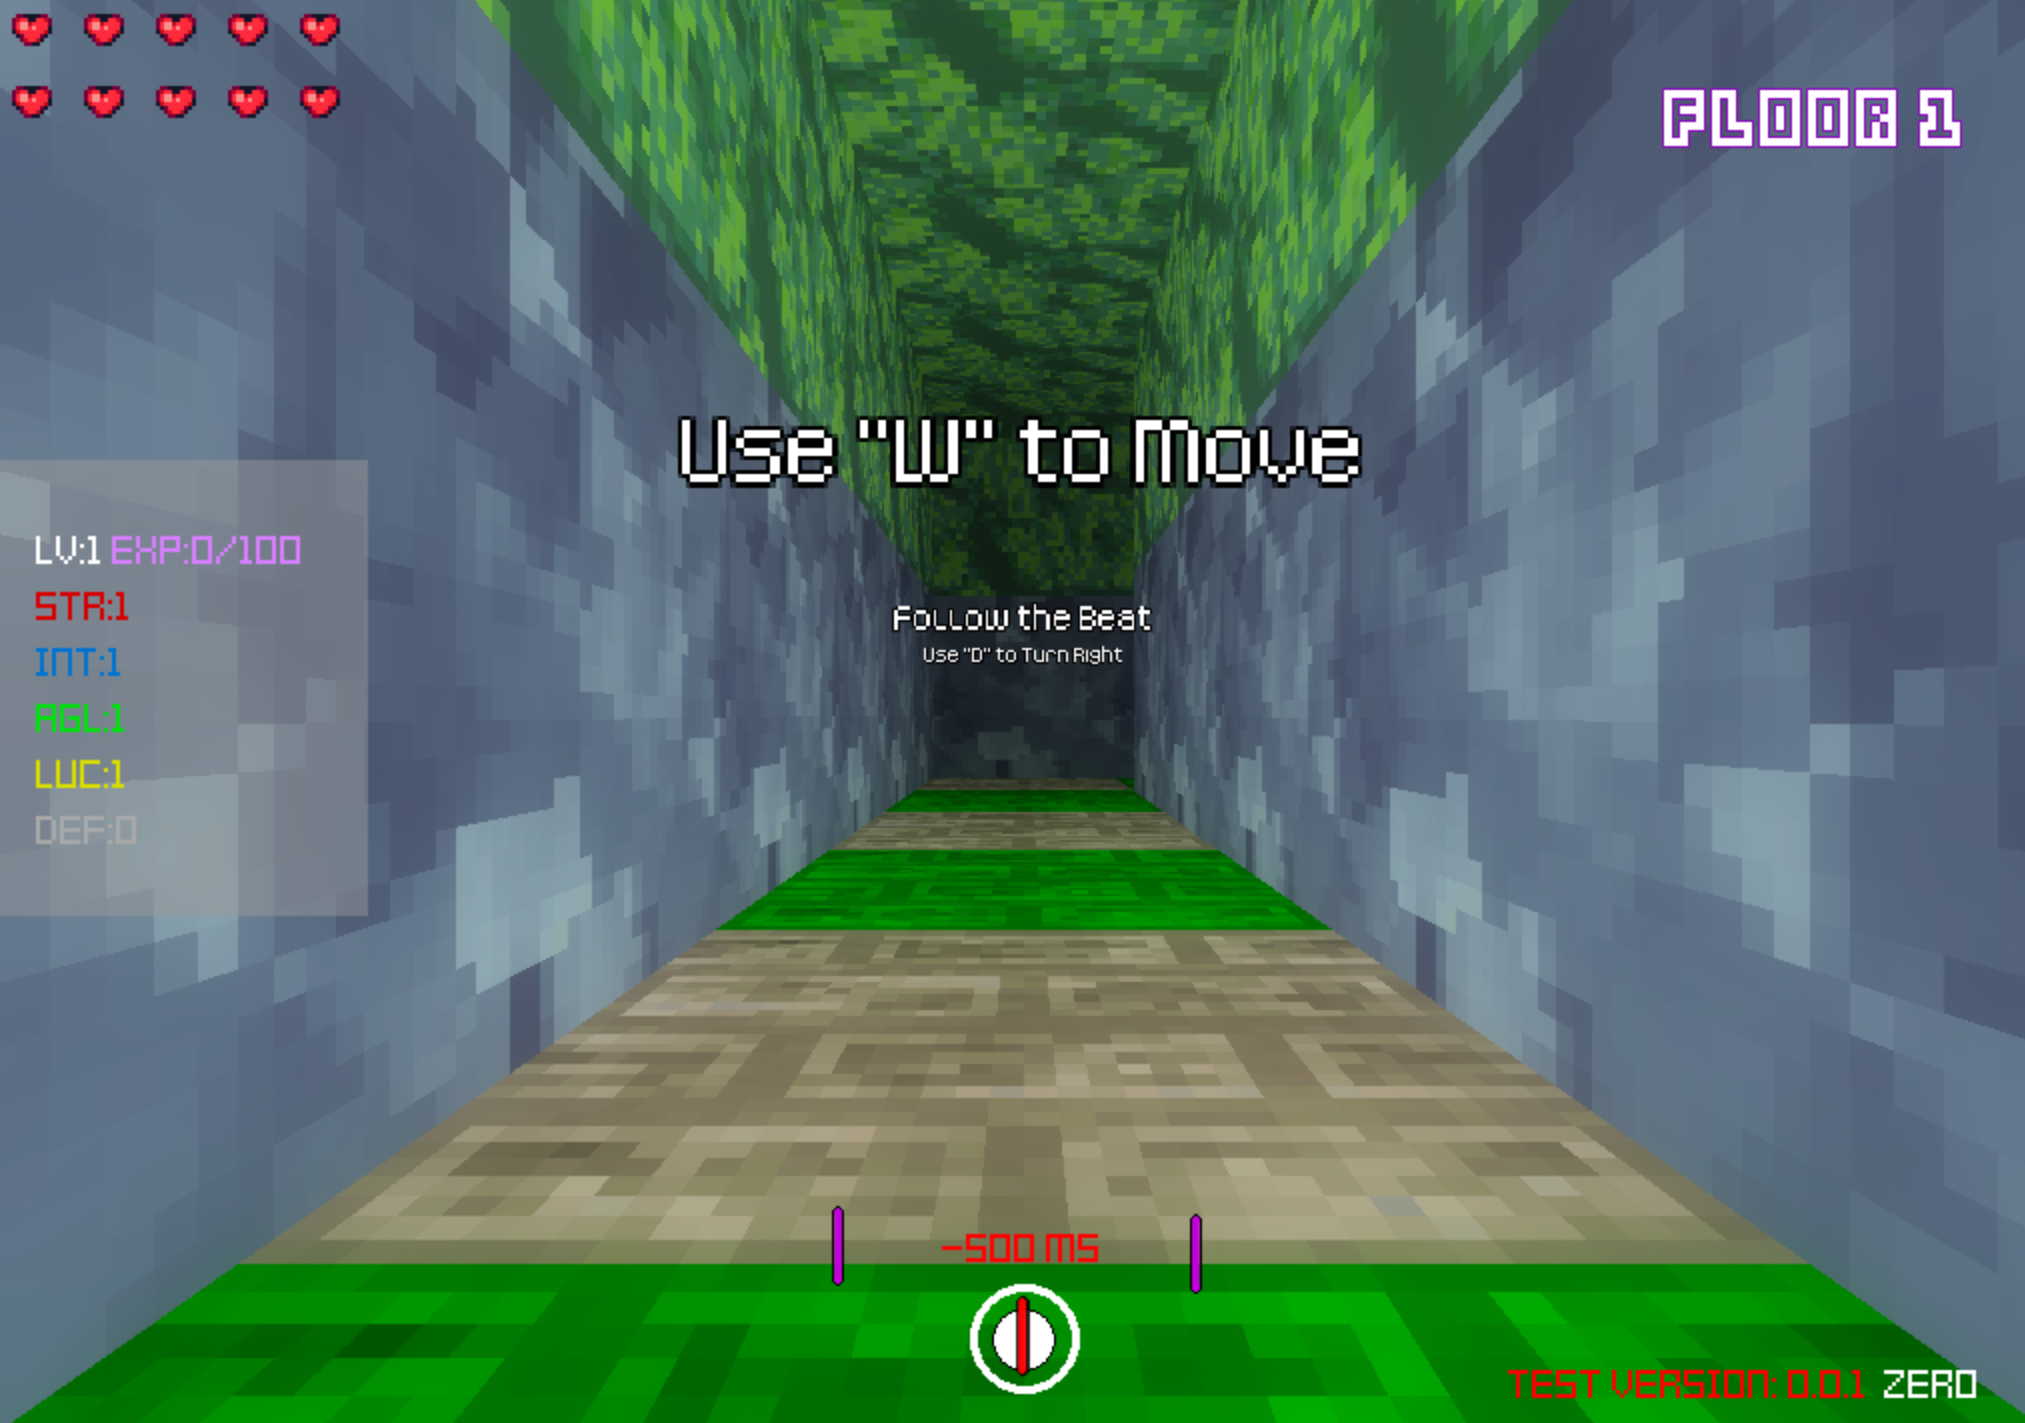 FLOOR 1
Use "W" to Move
LV:1 EXP:0/100
STR:1
INT:1
AGL:1
LUC:1
DEF:0
Follow the Beat
Use "D" to Turn Right
-500 MS
TEST VERSION: 0.0.1 ZERO